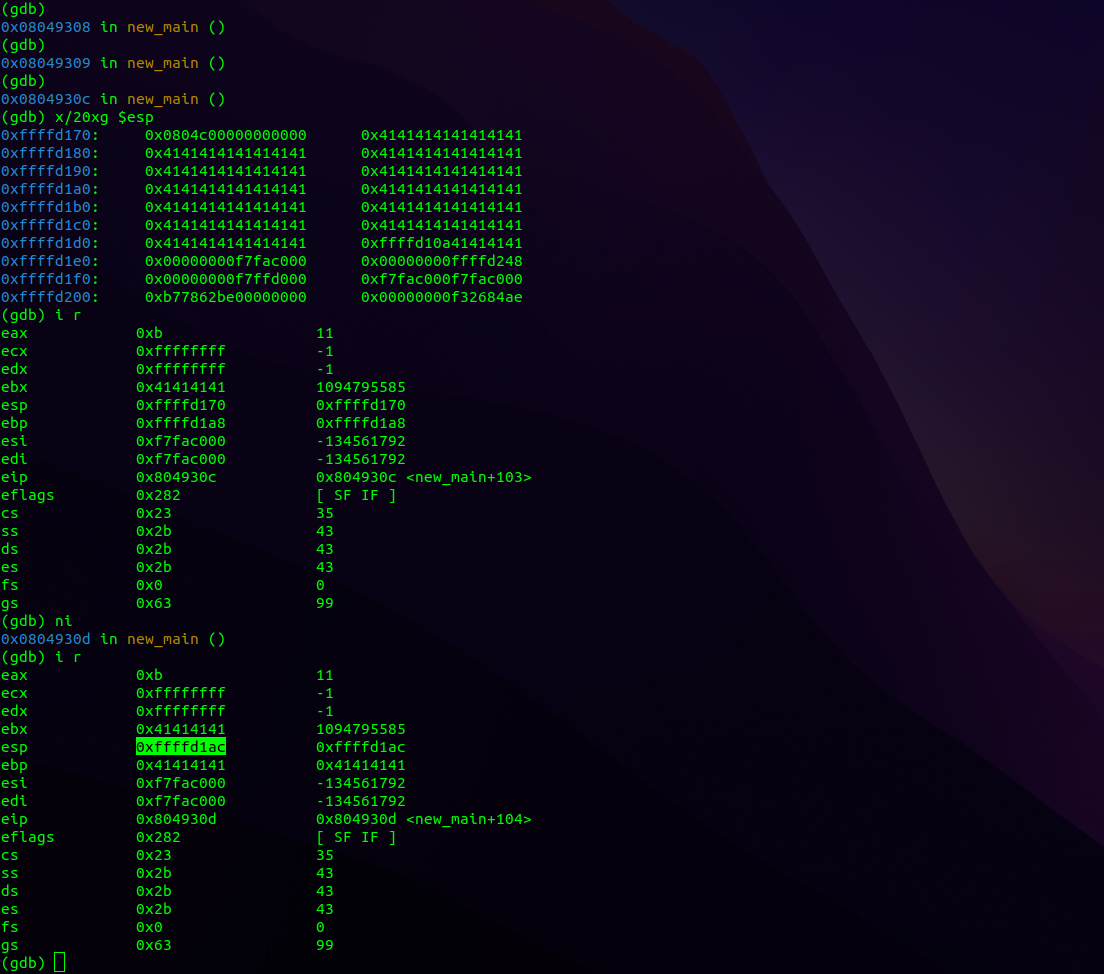 (gdb)
0x08049308 in new_main ()
(gdb)
0x08049309 in new_main ()
(gdb)
0x0804930c in new_main ()
(gdb) x/20xg $esp
0xffffd170: 0x0804c00000000000 0x4141414141414141
0xffffd180: 0x4141414141414141 0x4141414141414141
0xffffd190: 0x4141414141414141 0x4141414141414141
0xffffd1a0: 0x4141414141414141 0x4141414141414141
0xffffd1b0: 0x4141414141414141 0x4141414141414141
0xffffd1c0: 0x4141414141414141 0x4141414141414141
0xffffd1d0: 0x4141414141414141 0xffffd10a41414141
0xffffd1e0: 0x00000000f7fac000 0x00000000ffffd248
0xffffd1f0: 0x00000000f7ffd000 0xf7fac000f7fac000
0xffffd200: 0xb77862be00000000 0x00000000f32684ae
(gdb) i r
eax 0xb 11
ecx 0xffffffff -1
edx 0xffffffff -1
ebx 0x41414141 1094795585
esp 0xffffd170 0xffffd170
ebp 0xffffd1a8 0xffffd1a8
esi 0xf7fac000 -134561792
edi 0xf7fac000 -134561792
eip 0x804930c 0x804930c <new_main+103>
eflags 0x282 [ SF IF ]
cs 0x23 35
ss 0x2b 43
ds 0x2b 43
es 0x2b 43
fs 0x0 0
gs 0x63 99
(gdb) ni
0x0804930d in new_main ()
(gdb) i r
eax 0xb 11
ecx 0xffffffff -1
edx 0xffffffff -1
ebx 0x41414141 1094795585
esp 0xffffd1ac 0xffffd1ac
ebp 0x41414141 0x41414141
esi 0xf7fac000 -134561792
edi 0xf7fac000 -134561792
eip 0x804930d 0x804930d <new_main+104>
eflags 0x282 [ SF IF ]
cs 0x23 35
ss 0x2b 43
ds 0x2b 43
es 0x2b 43
fs 0x0 0
gs 0x63 99
(gdb)